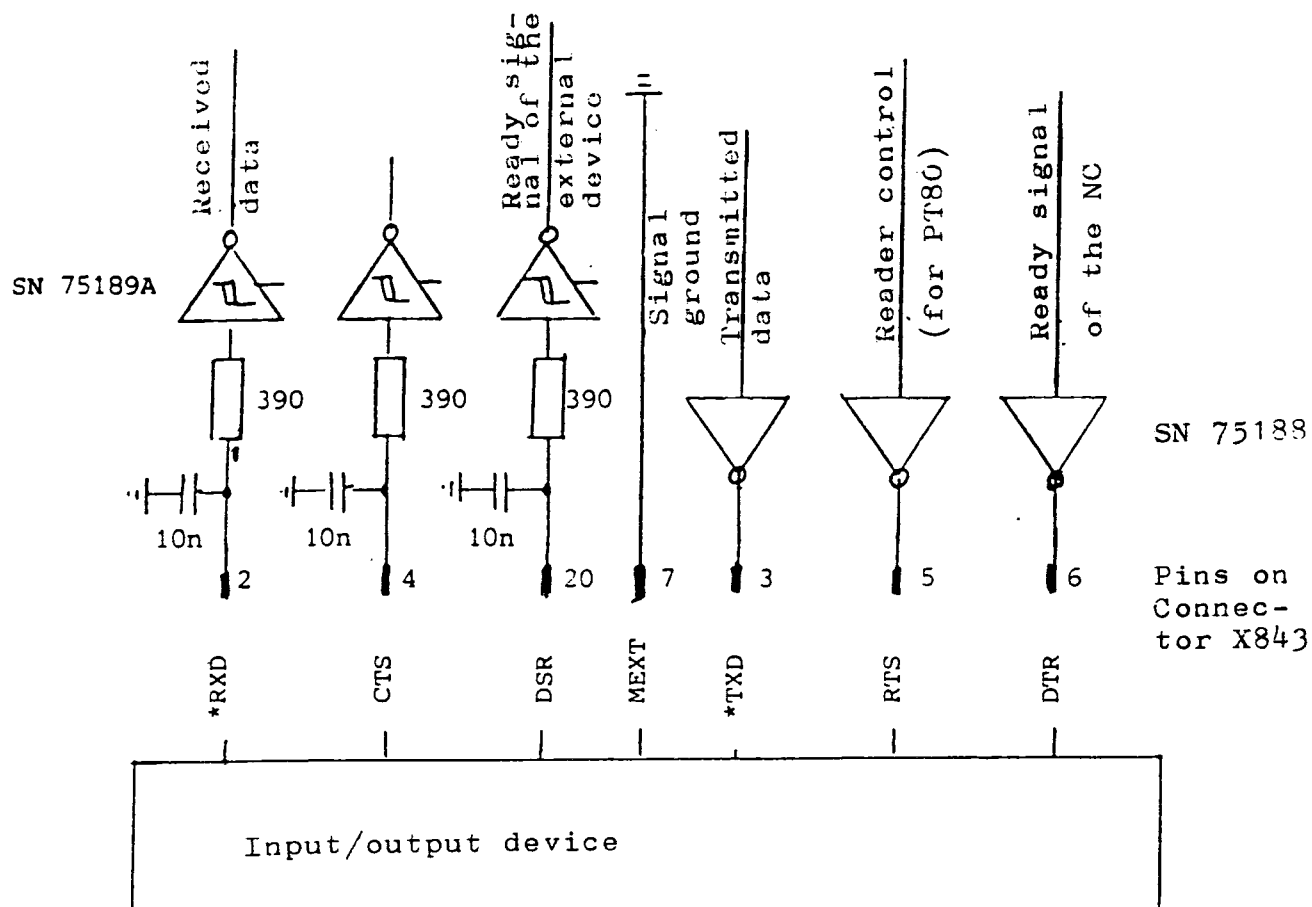 Received
data
Ready sig-
nal of the
external
device
Signal
ground
Transmitted
data
Reader control
(for PT80)
Ready signal
of the NC
SN 75189A
390
390
390
SN 75188
10n
10n
10n
2
4
20
7
3
5
6
Pins on
Connec-
tor X843
*RXD
CTS
DSR
MEXT
*TXD
RTS
DTR
Input/output device